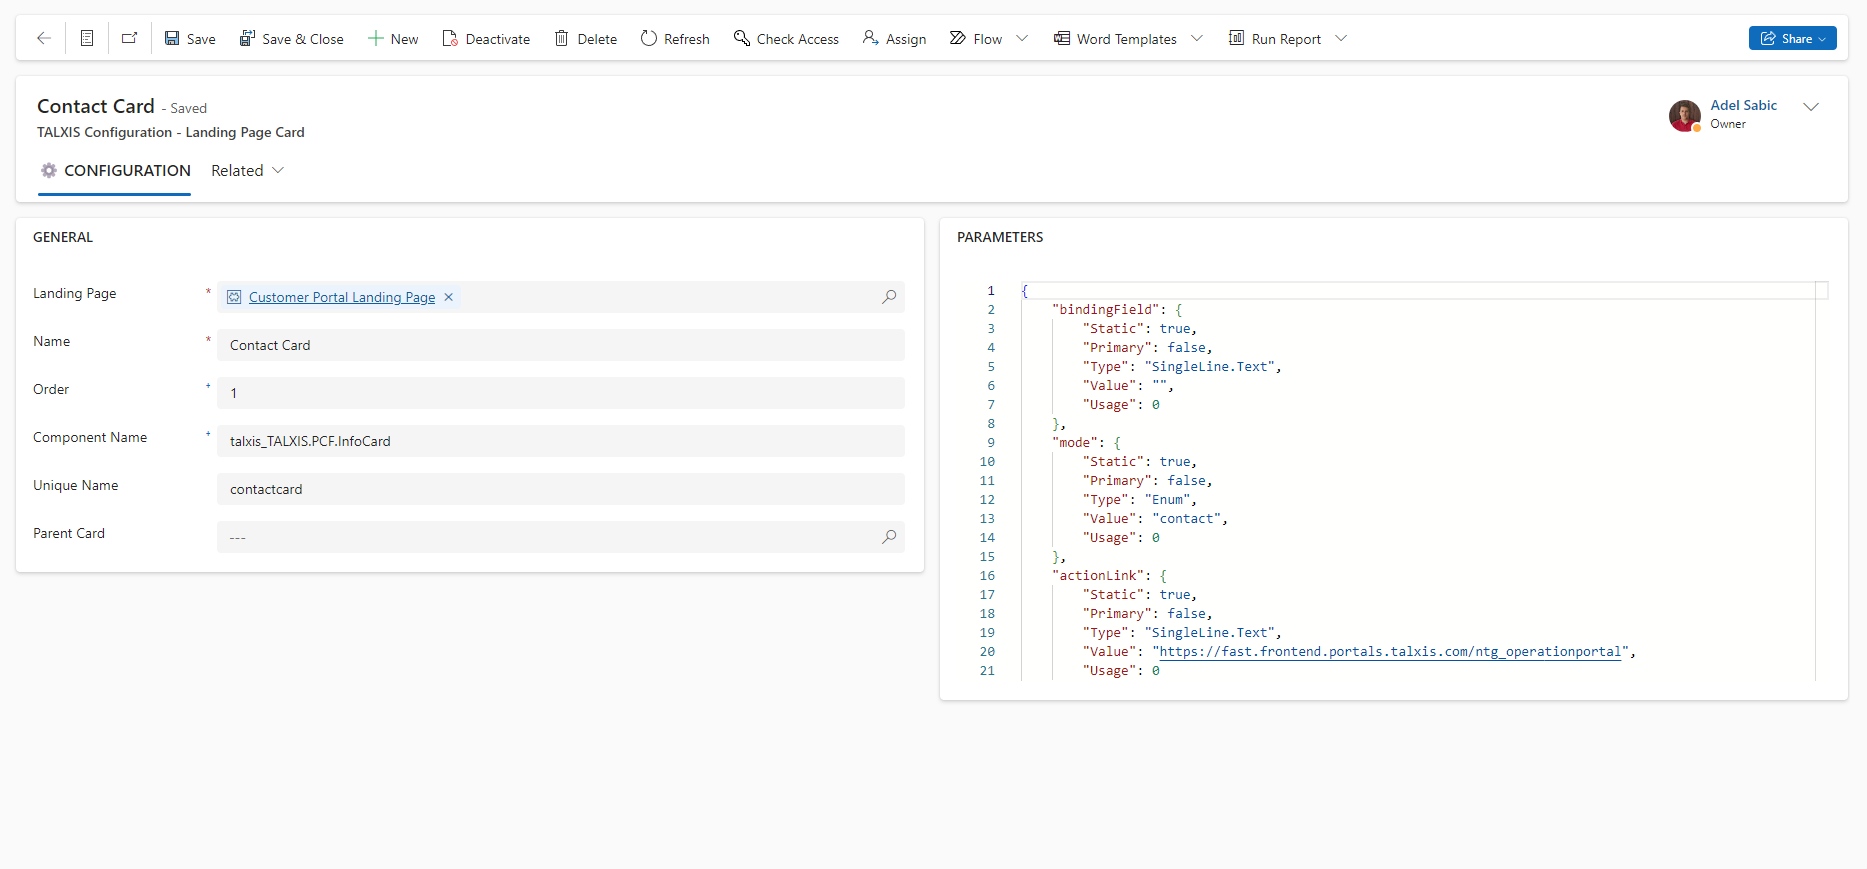 Save Save & Close New Deactivate Delete Refresh Check Access Assign Flow Word Templates Run Report Share
Contact Card - Saved
TALXIS Configuration - Landing Page Card
Adel Sabic
Owner
CONFIGURATION Related
GENERAL
Landing Page * Customer Portal Landing Page
Name * Contact Card
Order + 1
Component Name + talxis_TALXIS.PCF.InfoCard
Unique Name contactcard
Parent Card ---
PARAMETERS
1 {
2 "bindingField": {
3 "Static": true,
4 "Primary": false,
5 "Type": "SingleLine.Text",
6 "Value": "",
7 "Usage": 0
8 },
9 "mode": {
10 "Static": true,
11 "Primary": false,
12 "Type": "Enum",
13 "Value": "contact",
14 "Usage": 0
15 },
16 "actionLink": {
17 "Static": true,
18 "Primary": false,
19 "Type": "SingleLine.Text",
20 "Value": "https://fast.frontend.portals.talxis.com/ntg_operationportal",
21 "Usage": 0